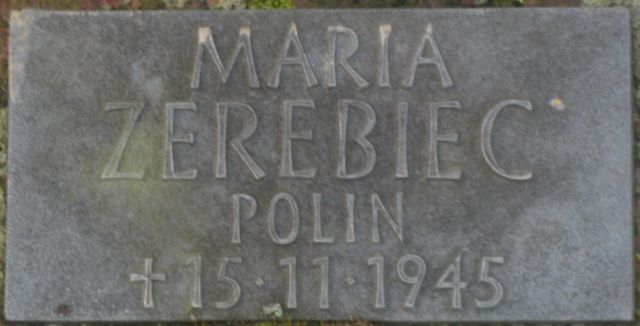 MARIA
ZEREBIEC
POLIN
† 15·11·1945